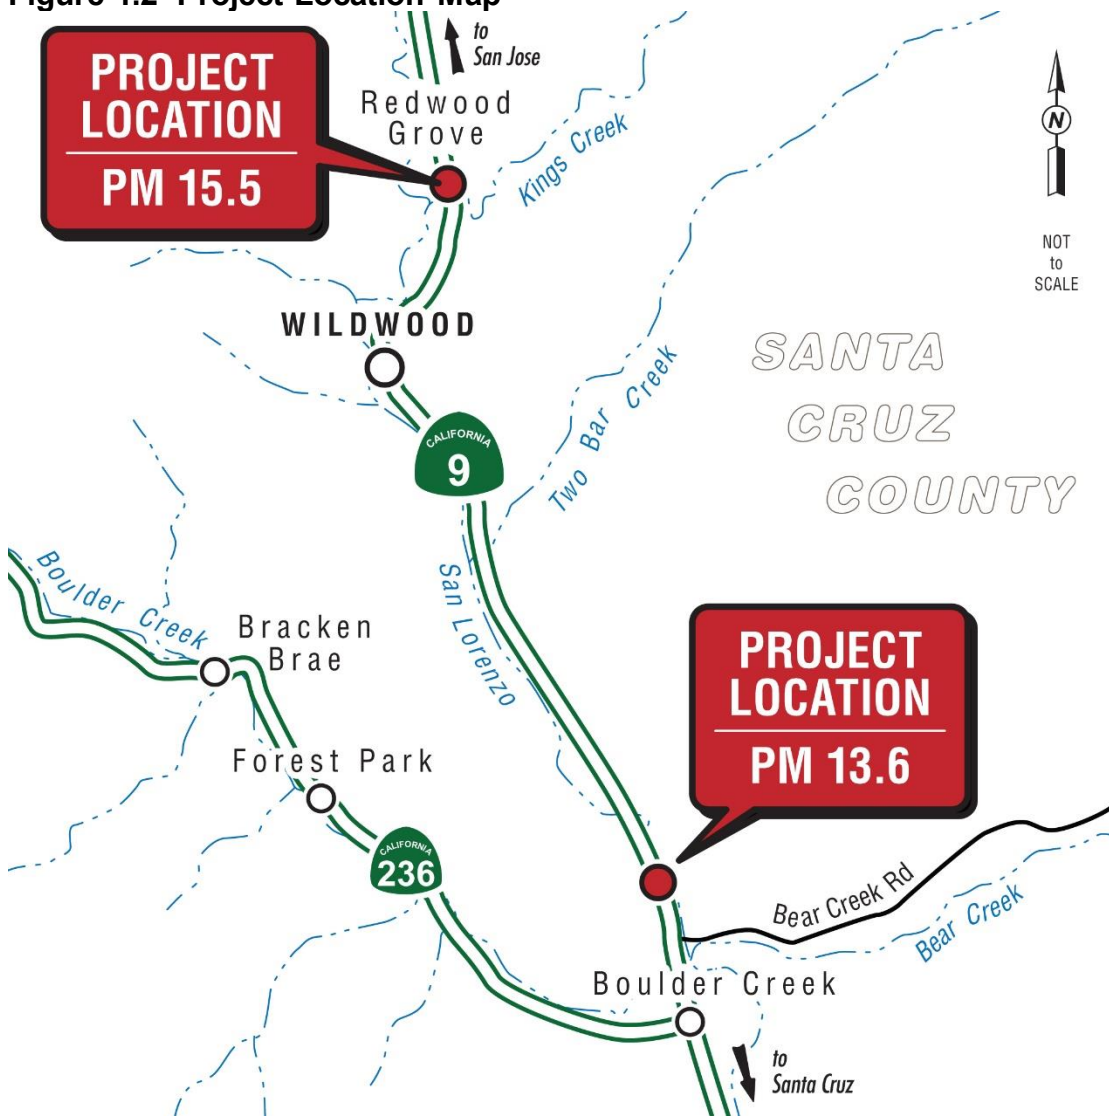 Figure 1.2 Project Location Map
to
San Jose
PROJECT
LOCATION
PM 15.5
Redwood
Grove
Kings Creek
N
NOT
to
SCALE
WILDWOOD
SANTA
CRUZ
COUNTY
CALIFORNIA
9
Two Bar Creek
San Lorenzo
Boulder Creek
Bracken
Brae
PROJECT
LOCATION
PM 13.6
Forest Park
CALIFORNIA
236
Bear Creek Rd
Bear Creek
Boulder Creek
to
Santa Cruz